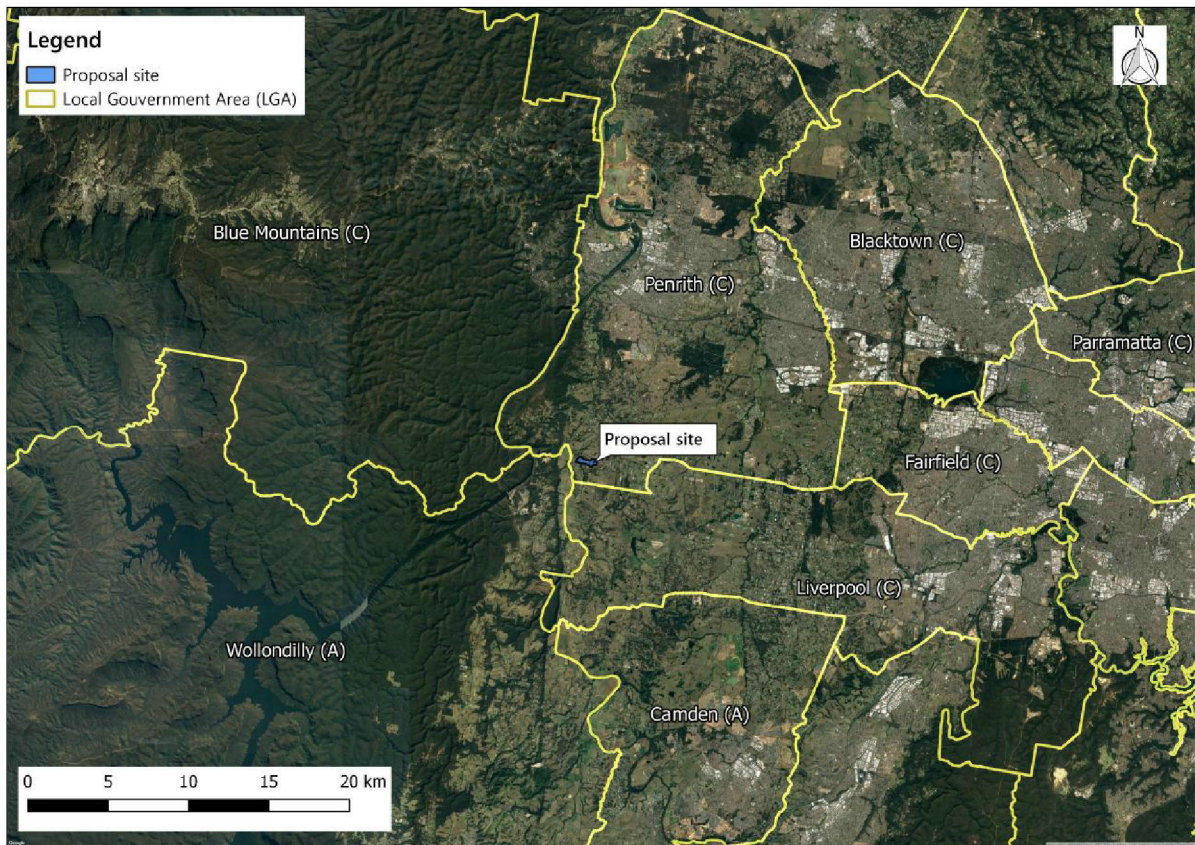 Legend
Proposal site
Local Gouvernment Area (LGA)
N
Blue Mountains (C)
Blacktown (C)
Penrith (C)
Parramatta (C)
Proposal site
Fairfield (C)
Liverpool (C)
Wollondilly (A)
Camden (A)
0 5 10 15 20 km
Google